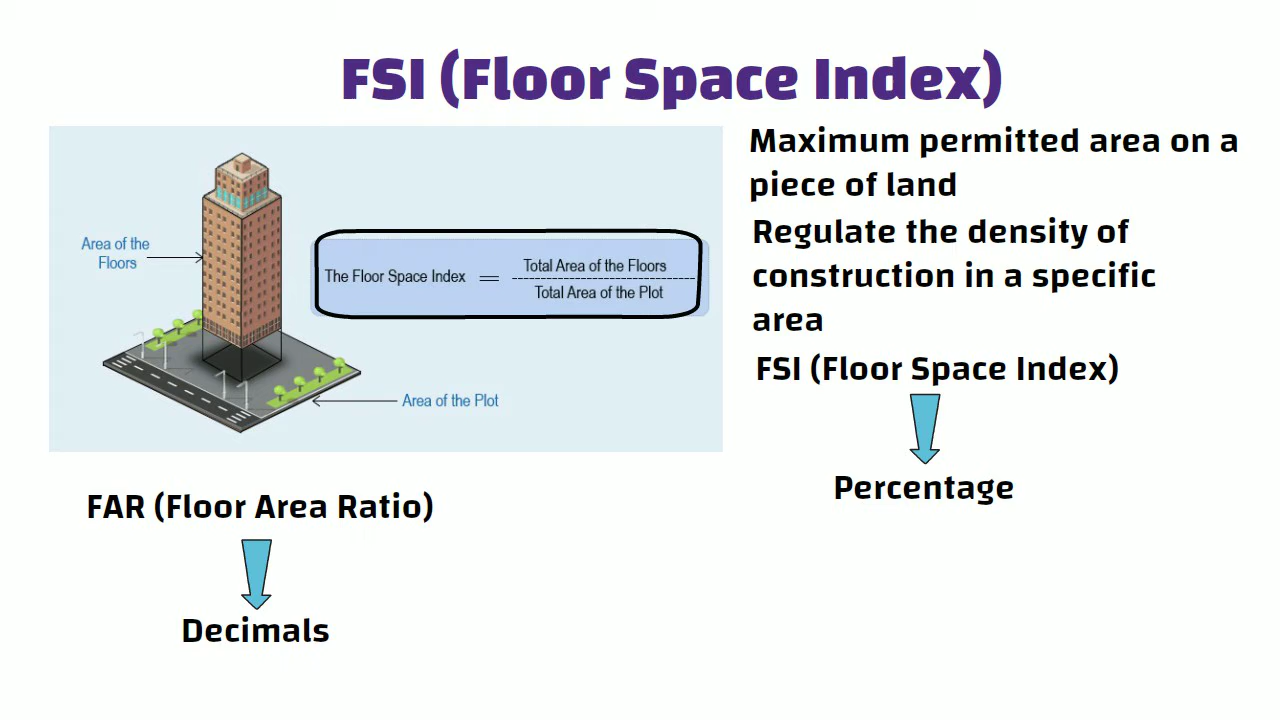 FSI (Floor Space Index)
Maximum permitted area on a
piece of land
Regulate the density of
construction in a specific
area
FSI (Floor Space Index)
Percentage
Area of the
Floors
The Floor Space Index = Total Area of the Floors
Total Area of the Plot
Area of the Plot
FAR (Floor Area Ratio)
Decimals